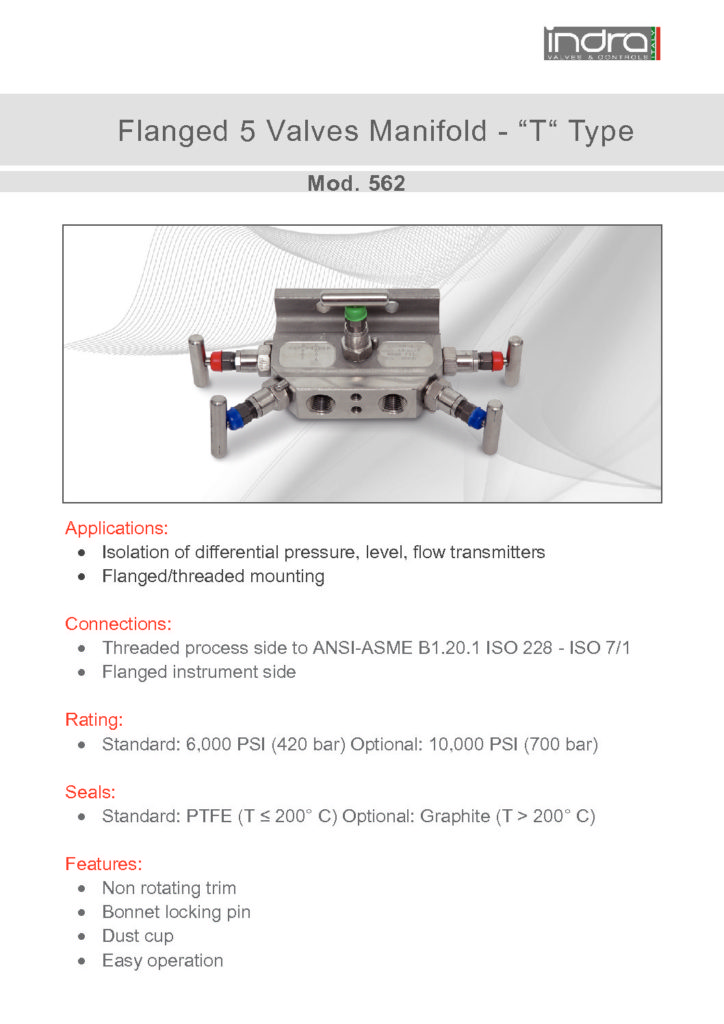 indra
VALVES & CONTROLS
ITALY
Flanged 5 Valves Manifold - “T“ Type
Mod. 562
Applications:
• Isolation of differential pressure, level, flow transmitters
• Flanged/threaded mounting
Connections:
• Threaded process side to ANSI-ASME B1.20.1 ISO 228 - ISO 7/1
• Flanged instrument side
Rating:
• Standard: 6,000 PSI (420 bar) Optional: 10,000 PSI (700 bar)
Seals:
• Standard: PTFE (T ≤ 200° C) Optional: Graphite (T > 200° C)
Features:
• Non rotating trim
• Bonnet locking pin
• Dust cup
• Easy operation